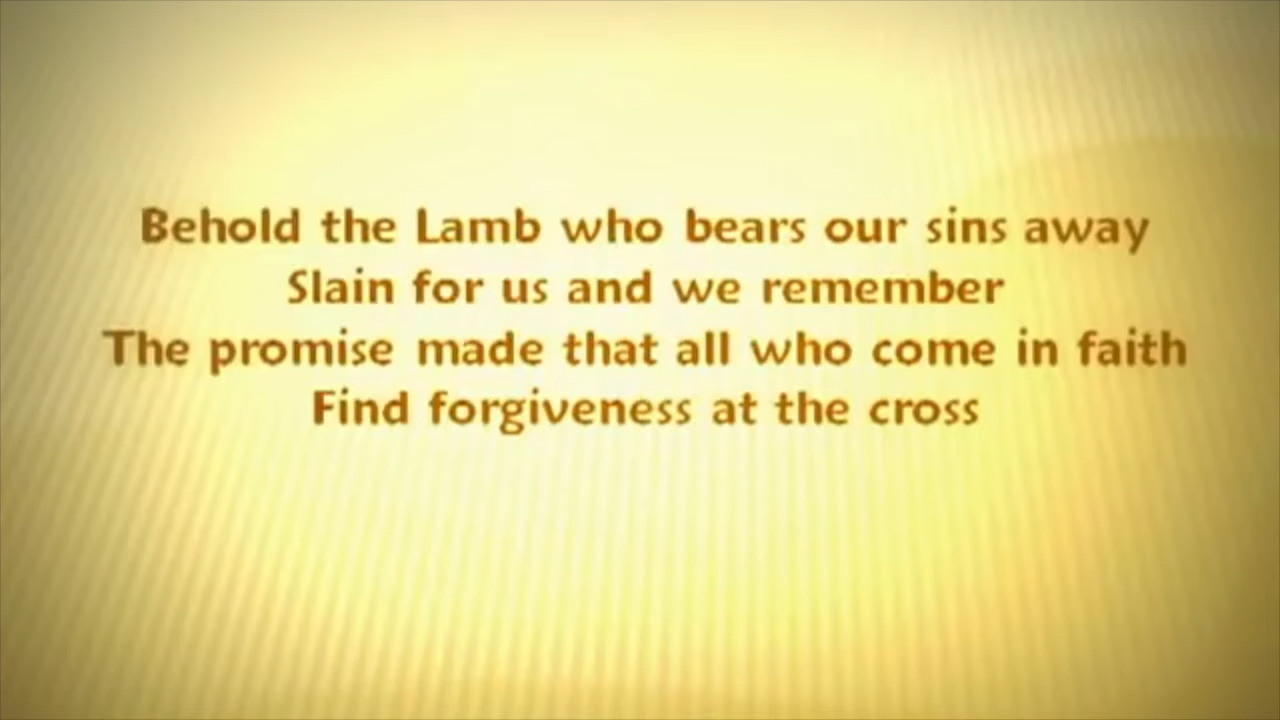 Behold the Lamb who bears our sins away
Slain for us and we remember
The promise made that all who come in faith
Find forgiveness at the cross